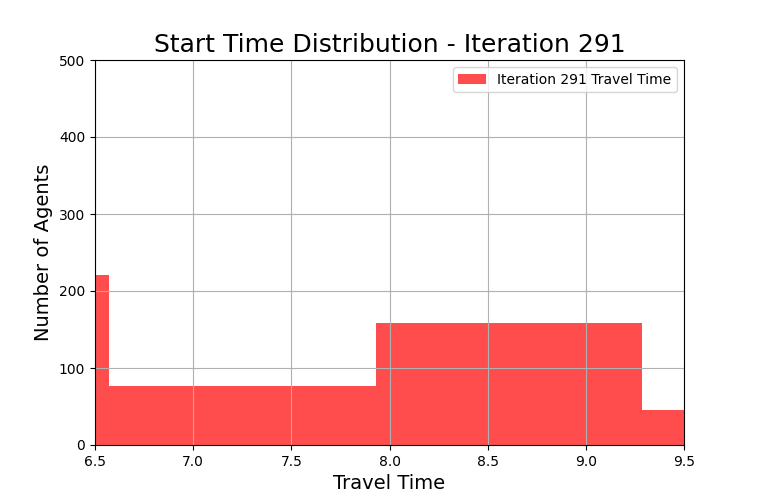 Start Time Distribution - Iteration 291
Iteration 291 Travel Time
Number of Agents
500
400
300
200
100
0
6.5 7.0 7.5 8.0 8.5 9.0 9.5
Travel Time